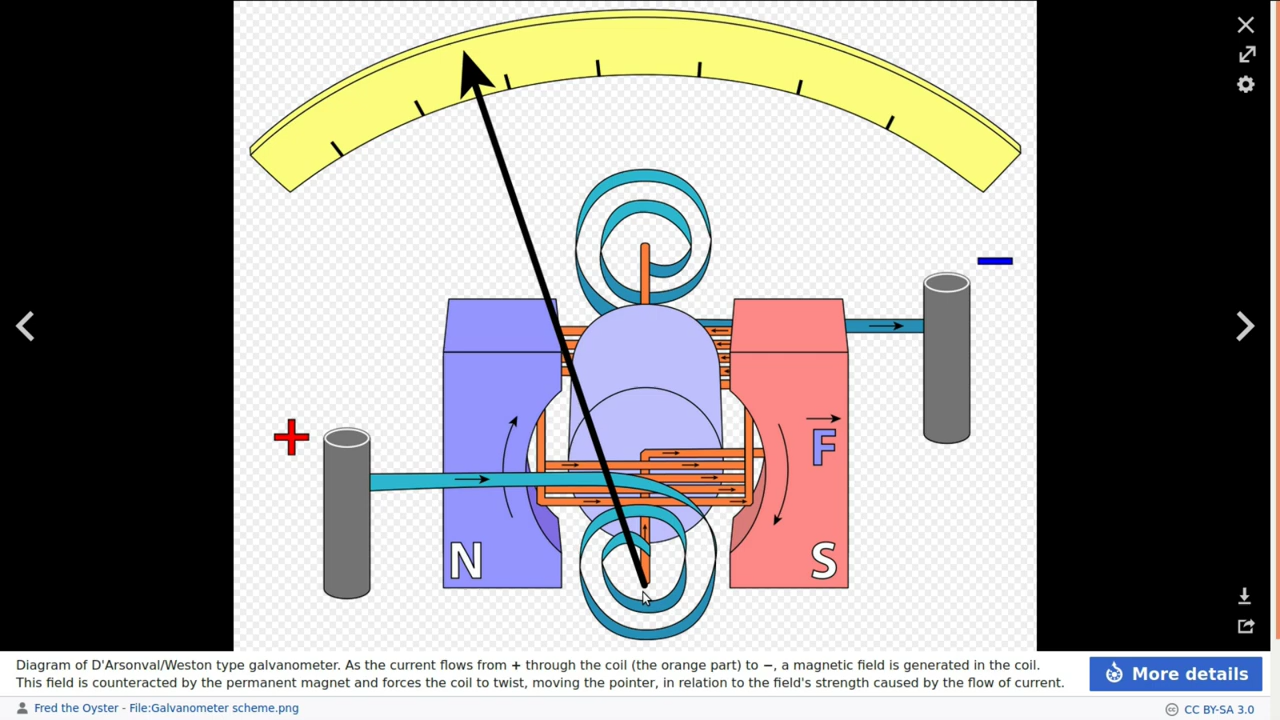 +
−
F
N
S
Diagram of D'Arsonval/Weston type galvanometer. As the current flows from + through the coil (the orange part) to −, a magnetic field is generated in the coil.
This field is counteracted by the permanent magnet and forces the coil to twist, moving the pointer, in relation to the field's strength caused by the flow of current.
More details
Fred the Oyster - File:Galvanometer scheme.png
CC BY-SA 3.0